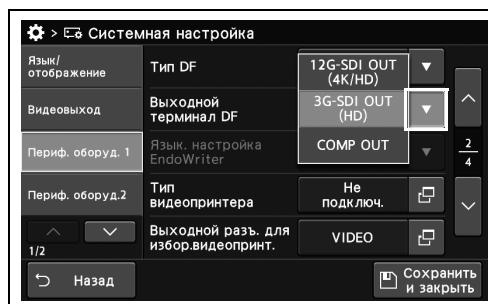 > Системная настройка
Язык/
отображение
Видеовыход
Периф. оборуд. 1
Периф. оборуд.2
1/2
Тип DF
12G-SDI OUT
(4K/HD)
Выходной
терминал DF
3G-SDI OUT
(HD)
Язык. настройка
EndoWriter
COMP OUT
Тип
видеопринтера
Не
подключ.
Выходной разъ. для
избор.видеопринт.
VIDEO
2
4
Назад
Сохранить
и закрыть